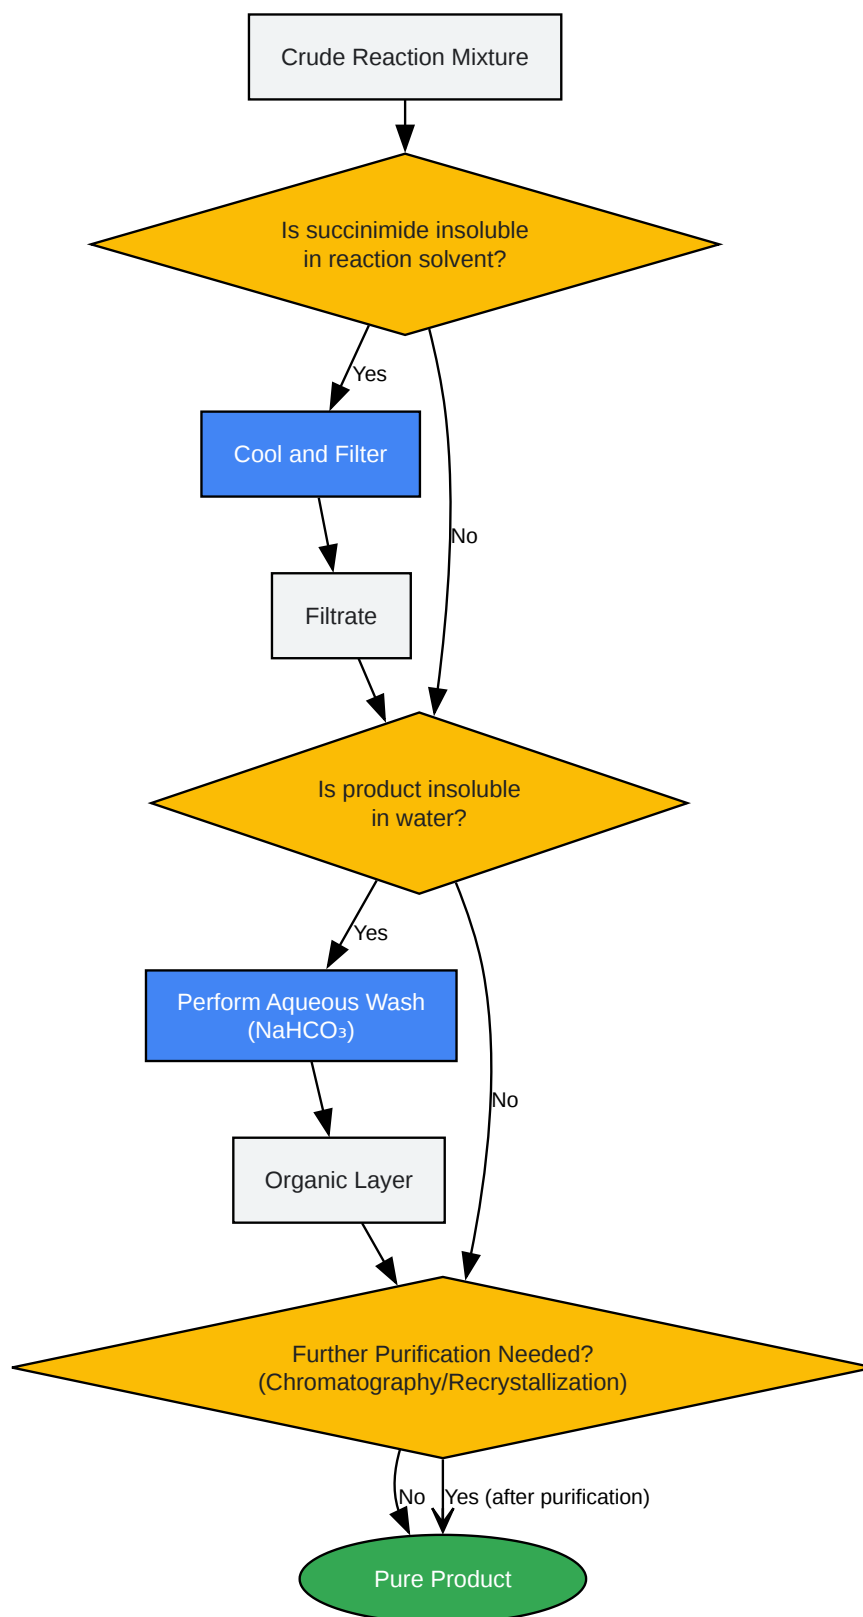 Crude Reaction Mixture
Is succinimide insoluble
in reaction solvent?
Yes
Cool and Filter
No
Filtrate
Is product insoluble
in water?
Yes
Perform Aqueous Wash
(NaHCO₃)
No
Organic Layer
Further Purification Needed?
(Chromatography/Recrystallization)
No
Yes (after purification)
Pure Product